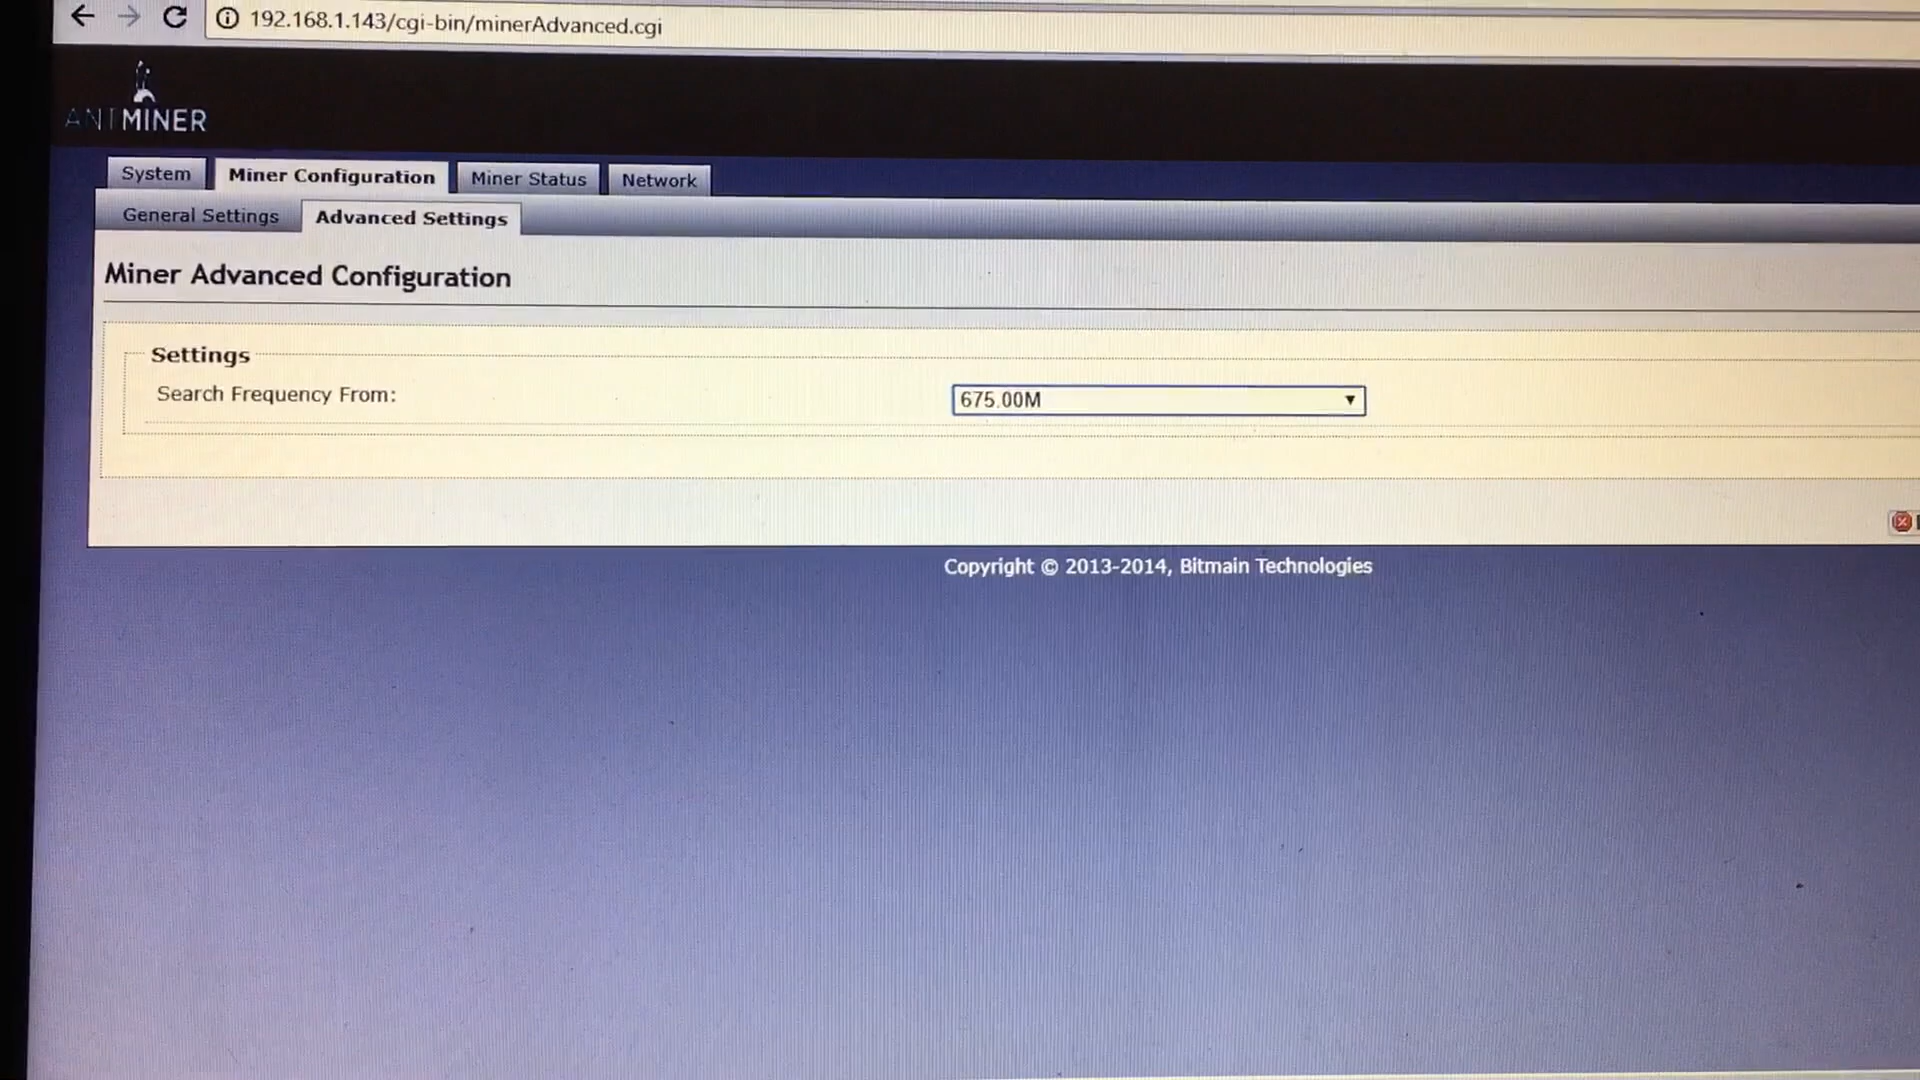 192.168.1.143/cgi-bin/minerAdvanced.cgi
ANTMINER
System Miner Configuration Miner Status Network
General Settings Advanced Settings
Miner Advanced Configuration
Settings
Search Frequency From: 675.00M
Copyright © 2013-2014, Bitmain Technologies